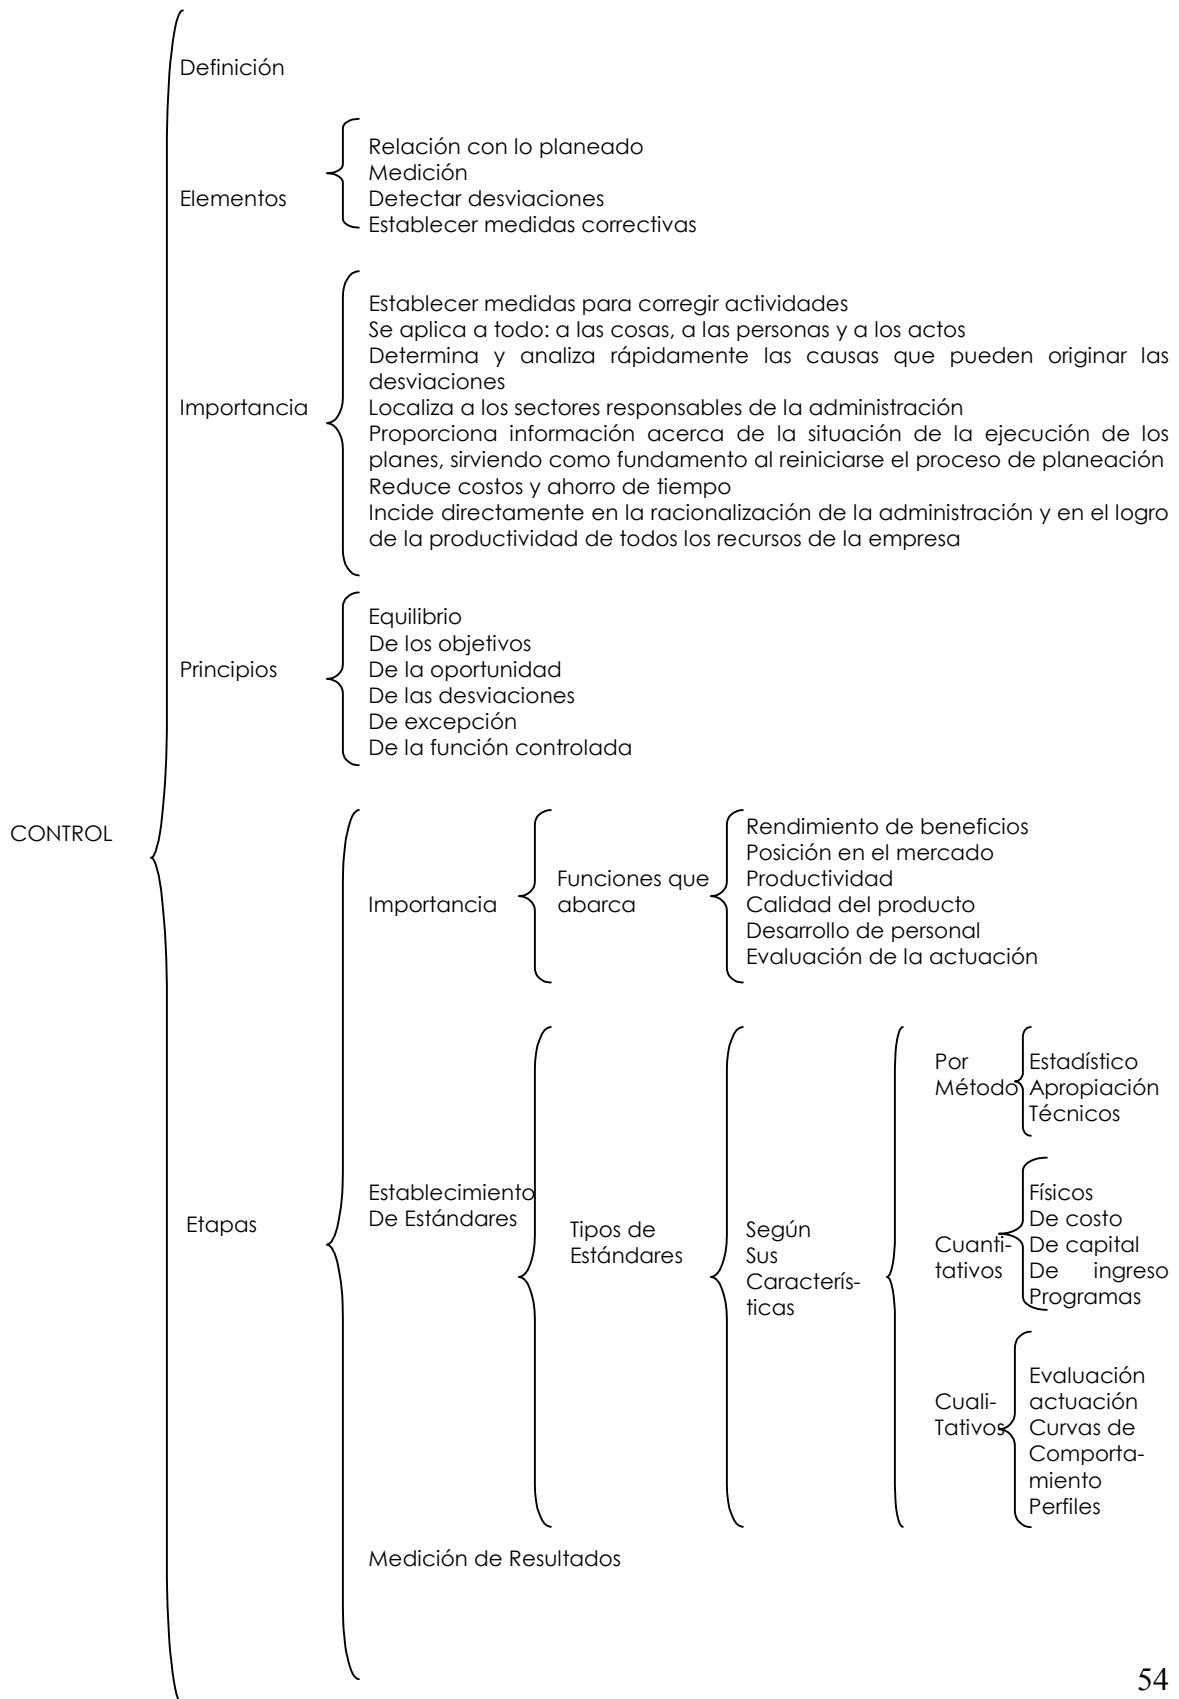 CONTROL
Definición
Elementos
Relación con lo planeado
Medición
Detectar desviaciones
Establecer medidas correctivas
Importancia
Establecer medidas para corregir actividades
Se aplica a todo: a las cosas, a las personas y a los actos
Determina y analiza rápidamente las causas que pueden originar las
desviaciones
Localiza a los sectores responsables de la administración
Proporciona información acerca de la situación de la ejecución de los
planes, sirviendo como fundamento al reiniciarse el proceso de planeación
Reduce costos y ahorro de tiempo
Incide directamente en la racionalización de la administración y en el logro
de la productividad de todos los recursos de la empresa
Principios
Equilibrio
De los objetivos
De la oportunidad
De las desviaciones
De excepción
De la función controlada
Etapas
Importancia
Funciones que
abarca
Rendimiento de beneficios
Posición en el mercado
Productividad
Calidad del producto
Desarrollo de personal
Evaluación de la actuación
Establecimiento
De Estándares
Tipos de
Estándares
Según
Sus
Caracterís-
ticas
Por
Método
Estadístico
Apropiación
Técnicos
Cuanti-
tativos
Físicos
De costo
De capital
De ingreso
Programas
Cuali-
Tativos
Evaluación
actuación
Curvas de
Comporta-
miento
Perfiles
Medición de Resultados
54